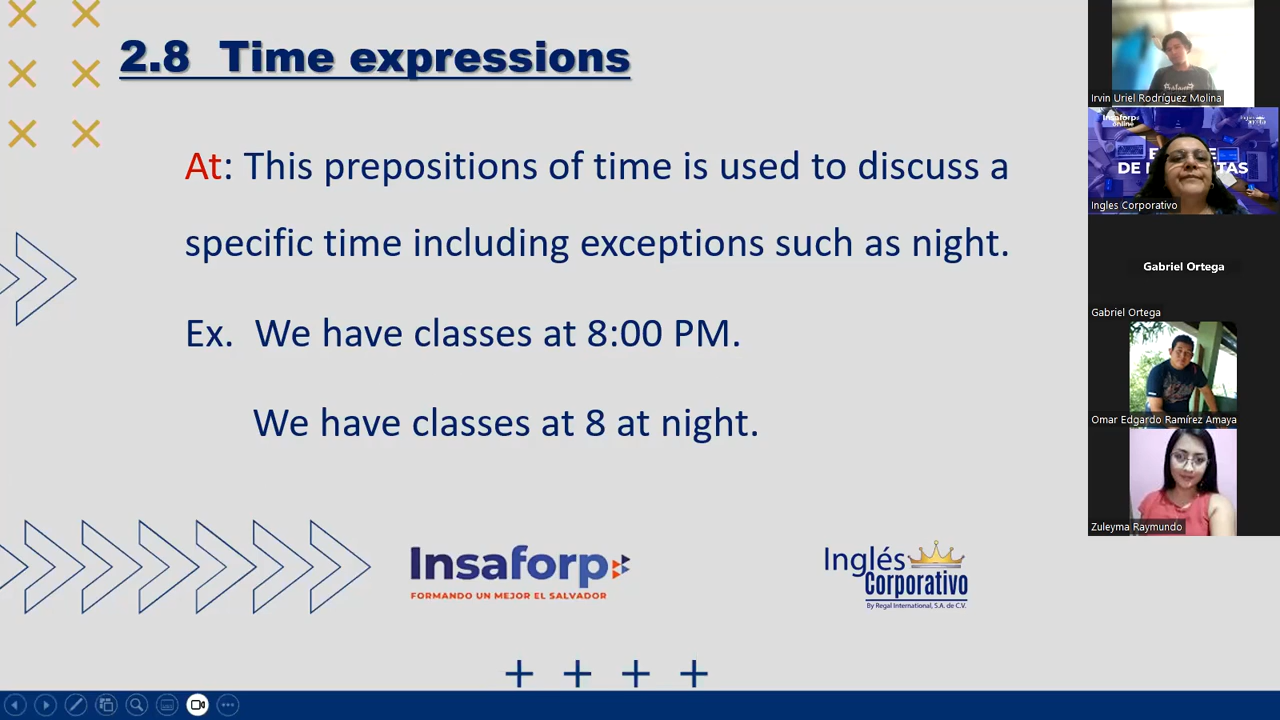 2.8 Time expressions
At: This prepositions of time is used to discuss a
specific time including exceptions such as night.
Ex. We have classes at 8:00 PM.
We have classes at 8 at night.
Insaforp
FORMANDO UN MEJOR EL SALVADOR
Inglés
Corporativo
By Regal International, S.A. de C.V.
Irvin Uriel Rodríguez Molina
Insaforp
online
Ingles Corporativo
Gabriel Ortega
Gabriel Ortega
Omar Edgardo Ramírez Amaya
Zuleyma Raymundo